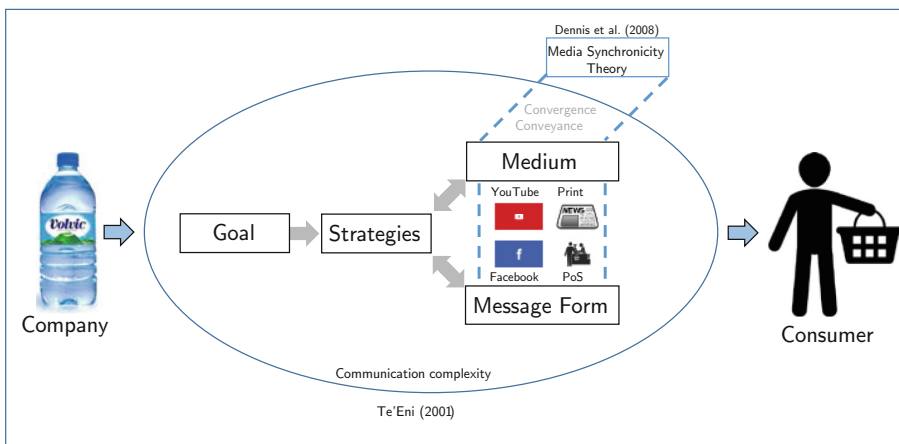 Dennis et al. (2008)
Media Synchronicity
Theory
Convergence
Conveyance
Medium
YouTube
Print
NEWS
Volvic
Goal
Strategies
f
Facebook
PoS
Message Form
Company
Consumer
Communication complexity
Te'Eni (2001)